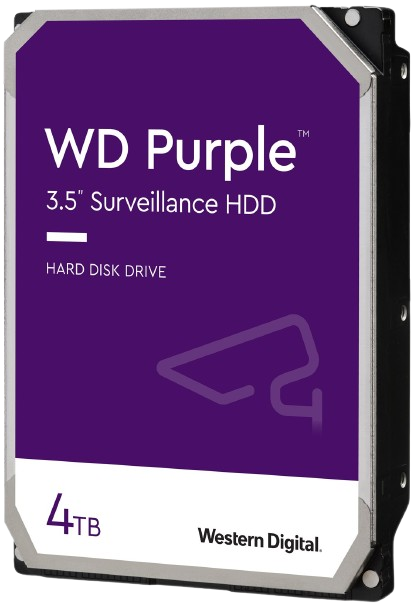 WD Purple™
3.5" Surveillance HDD
HARD DISK DRIVE
4TB
Western Digital.